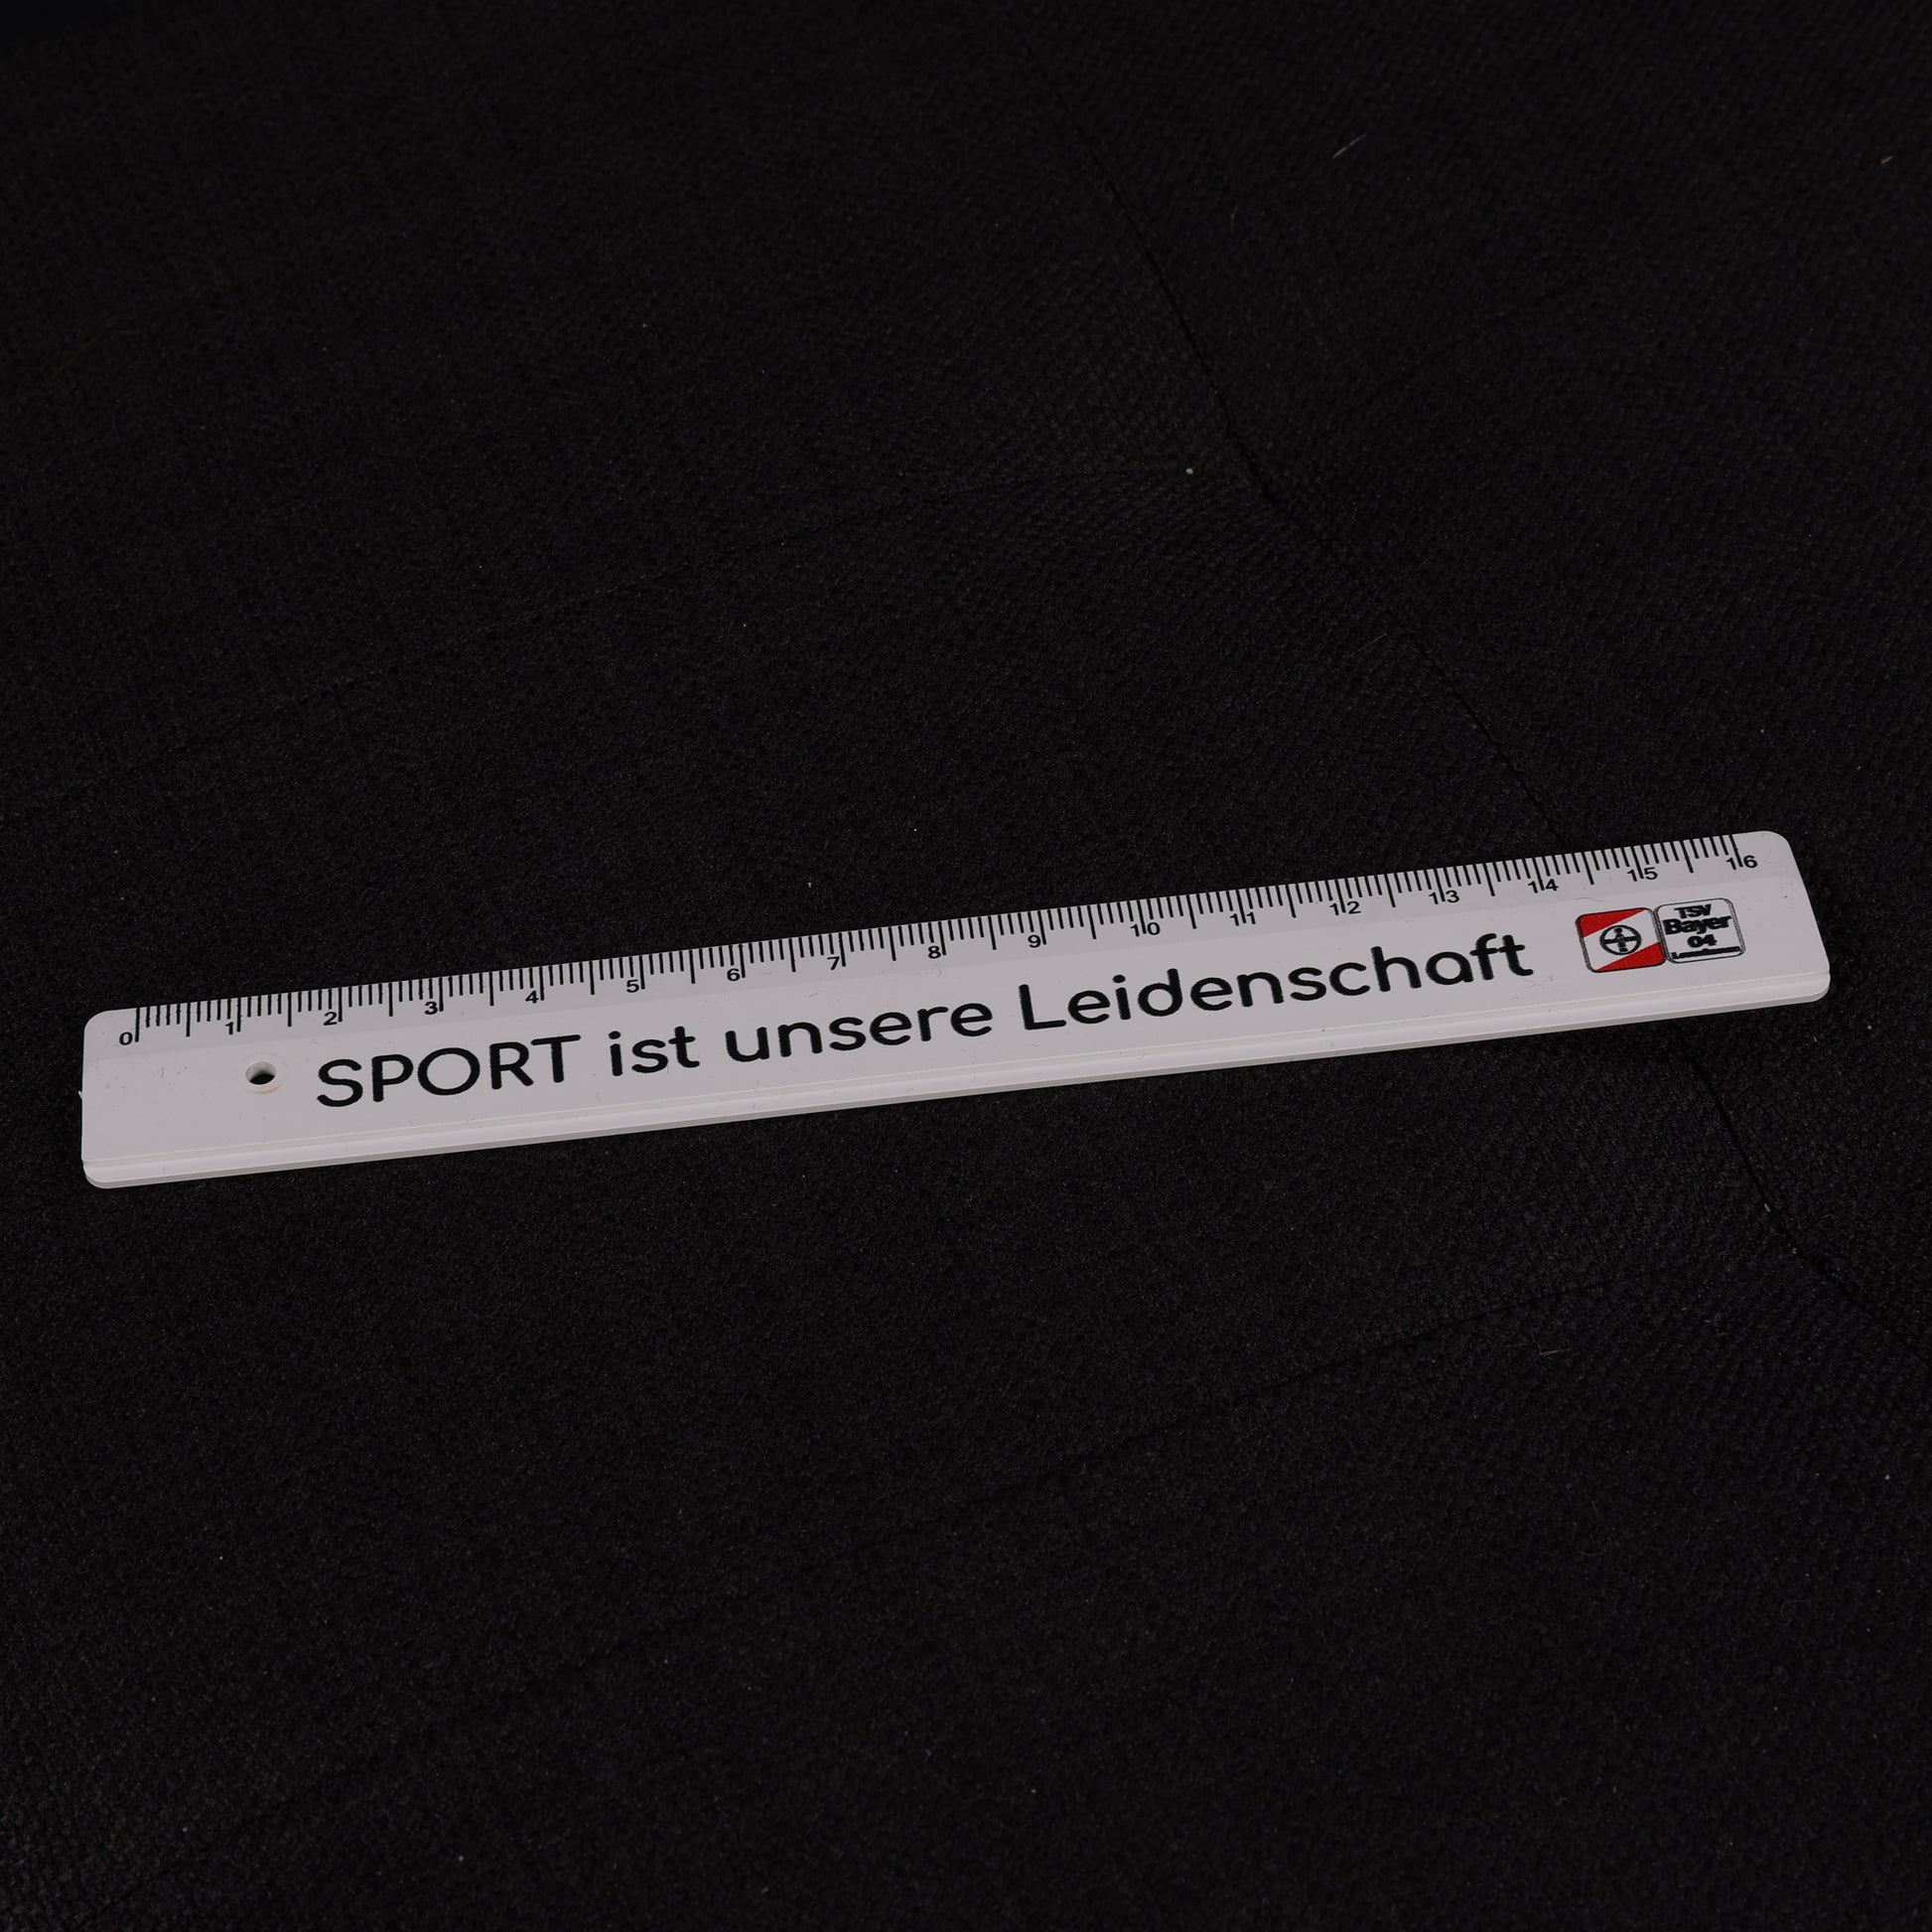 0 1 2 3 4 5 6 7 8 9 10 11 12 13 14 15 16
SPORT ist unsere Leidenschaft
TSV
Bayer
04